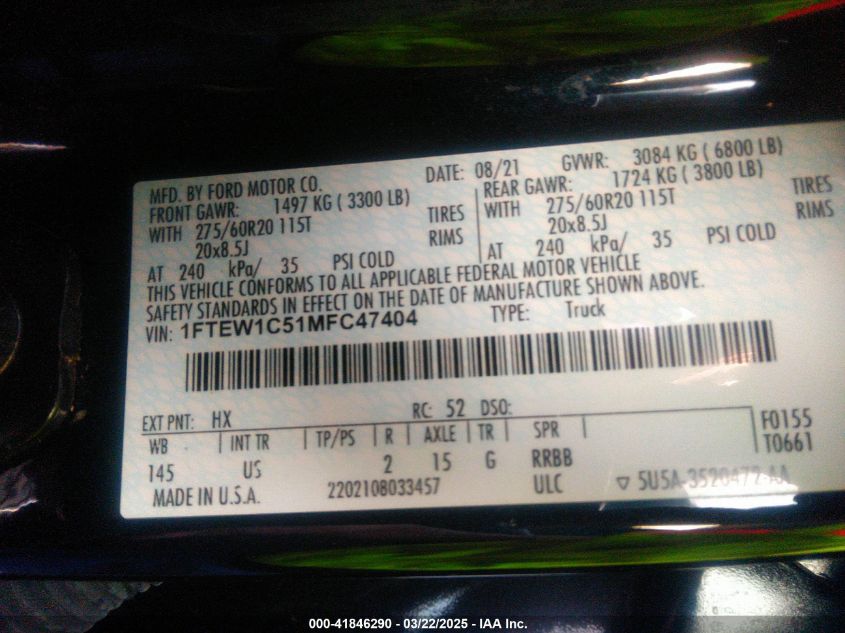 MFD. BY FORD MOTOR CO.
DATE: 08/21 GVWR: 3084 KG ( 6800 LB)
FRONT GAWR: 1497 KG ( 3300 LB)
REAR GAWR: 1724 KG ( 3800 LB)
WITH 275/60R20 115T TIRES
WITH 275/60R20 115T TIRES
20x8.5J RIMS
20x8.5J RIMS
AT 240 kPa/ 35 PSI COLD
AT 240 kPa/ 35 PSI COLD
THIS VEHICLE CONFORMS TO ALL APPLICABLE FEDERAL MOTOR VEHICLE
SAFETY STANDARDS IN EFFECT ON THE DATE OF MANUFACTURE SHOWN ABOVE.
VIN: 1FTEW1C51MFC47404 TYPE: Truck
EXT PNT: HX RC: 52 DSO:
WB INT TR TP/PS R AXLE TR SPR F0155
145 US 2 15 G RRBB T0661
MADE IN U.S.A. 2202108033457 ULC ▽ 5U5A-3520472-AA
000-41846290 - 03/22/2025 - IAA Inc.